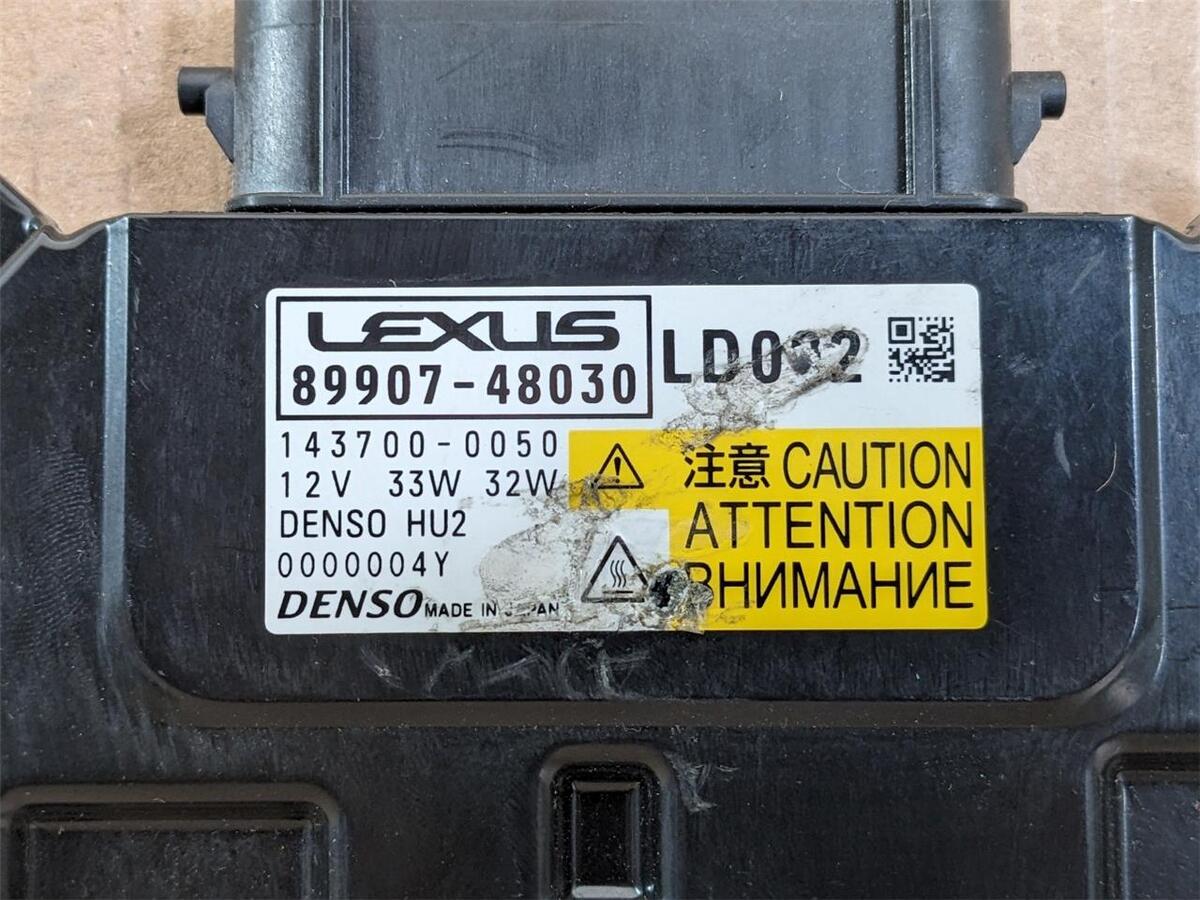 LEXUS
89907-48030
143700-0050
12V 33W 32W
DENSO HU2
0000004Y
DENSO MADE IN JAPAN
注意 CAUTION
ATTENTION
ВНИМАНИЕ